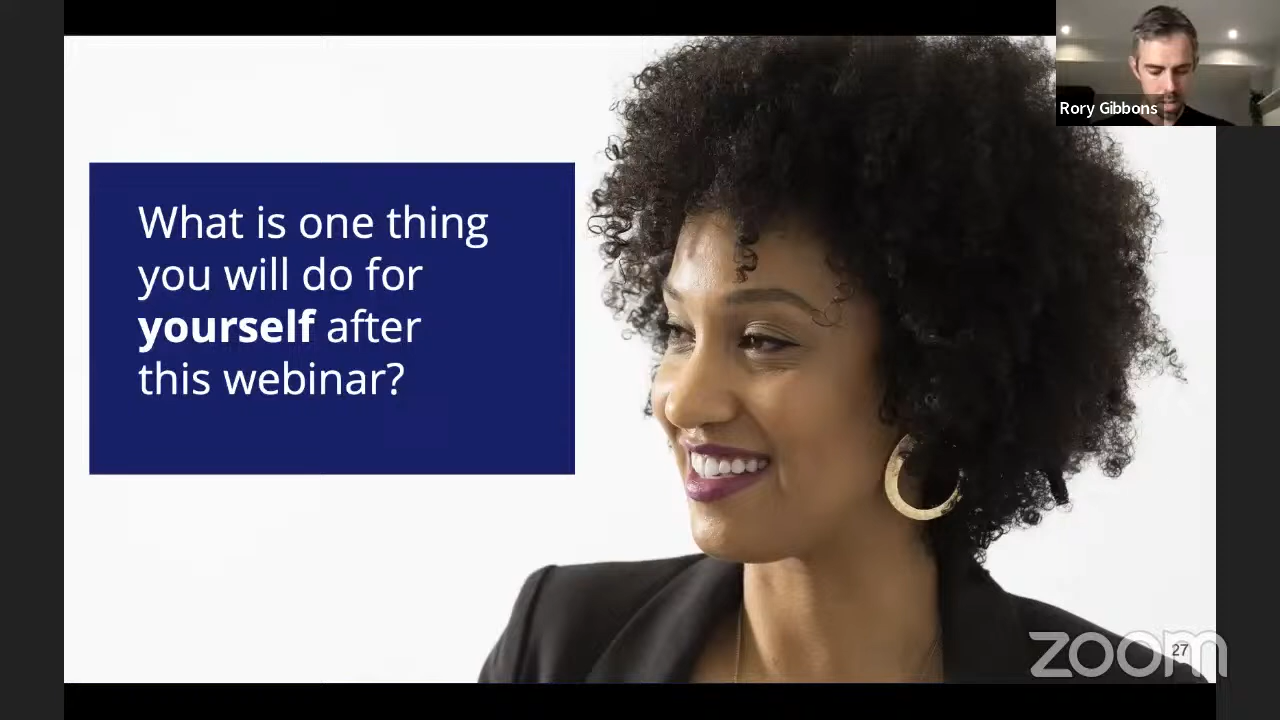 Rory Gibbons
What is one thing
you will do for
yourself after
this webinar?
zoom
27